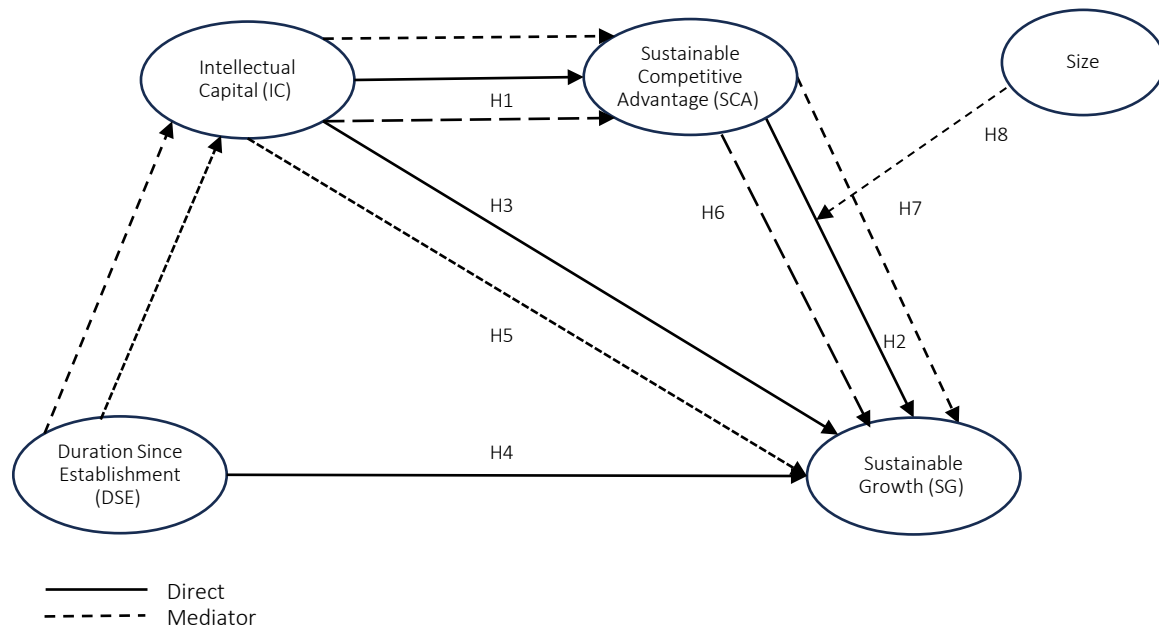 Intellectual
Capital (IC)
Sustainable
Competitive
Advantage (SCA)
Size
H1
H8
H3
H6
H7
H5
H2
H4
Duration Since
Establishment
(DSE)
Sustainable
Growth (SG)
Direct
Mediator